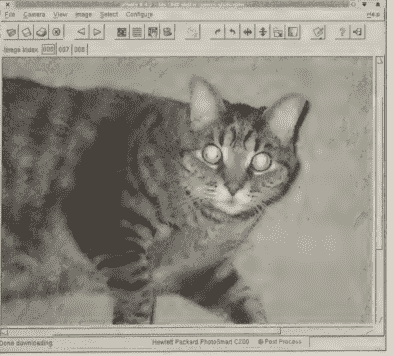 File Camera View Image Select Configure Help
Image Index 006 007 008
Done downloading Hewlett Packard PhotoSmart C200 Post Process